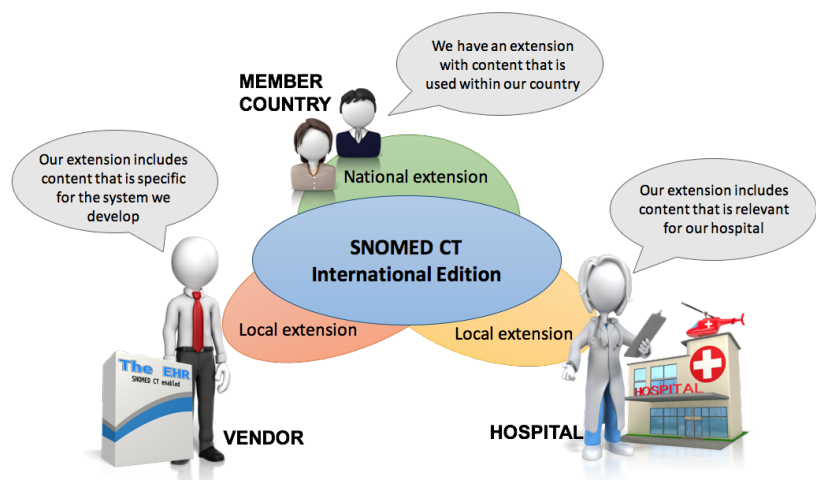 We have an extension
with content that is
used within our country
MEMBER
COUNTRY
National extension
Our extension includes
content that is specific
for the system we
develop
Our extension includes
content that is relevant
for our hospital
SNOMED CT
International Edition
Local extension
Local extension
The EHR
SNOMED CT enabled
HOSPITAL
VENDOR
HOSPITAL